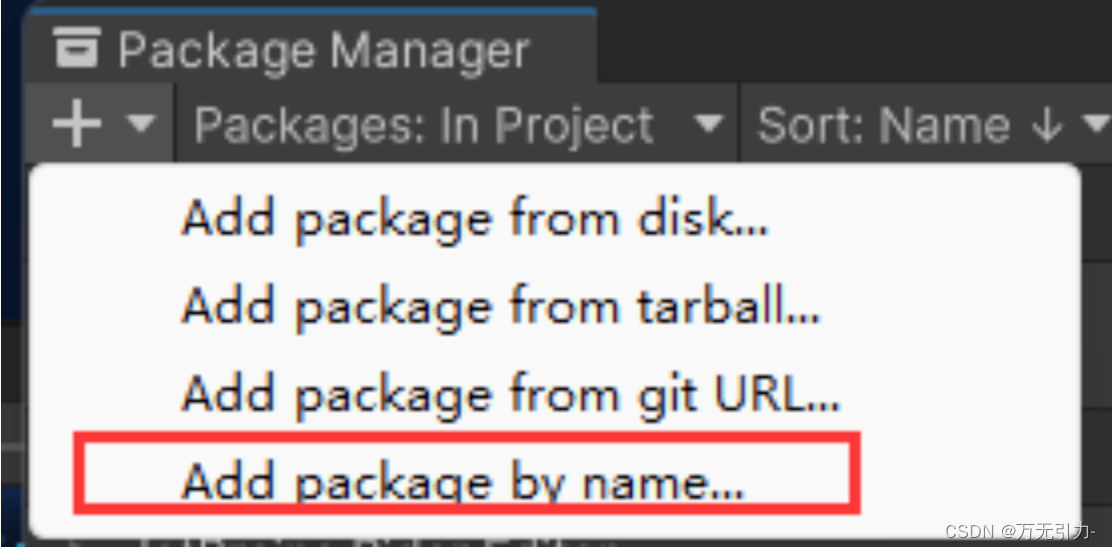 Package Manager
Packages: In Project
Sort: Name ↓
Add package from disk...
Add package from tarball...
Add package from git URL...
Add package by name...
CSDN @万无引力-